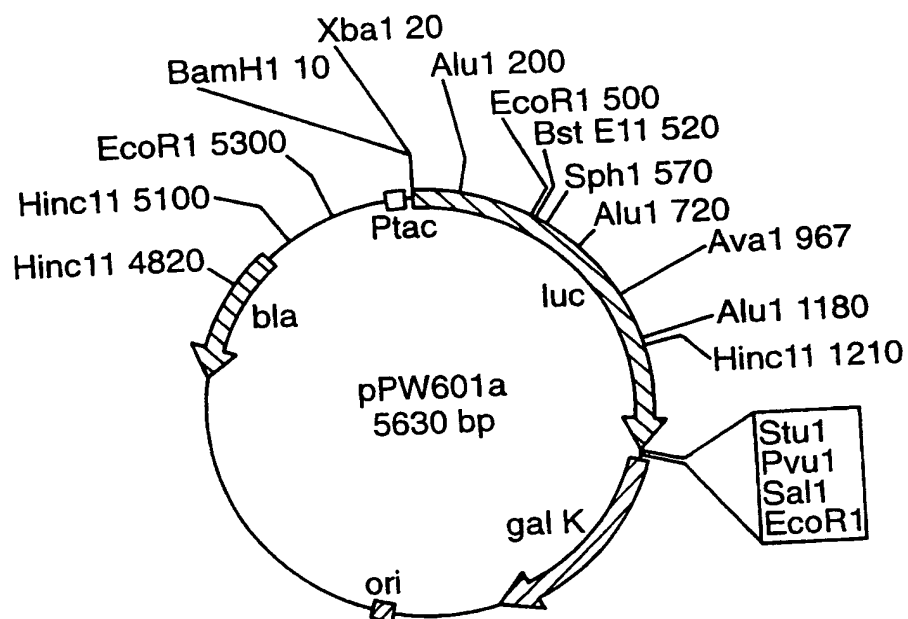 Xba1 20
BamH1 10
Alu1 200
EcoR1 500
Bst E11 520
EcoR1 5300
Sph1 570
Hinc11 5100
Alu1 720
Ptac
Ava1 967
Hinc11 4820
luc
bla
Alu1 1180
Hinc11 1210
pPW601a
5630 bp
Stu1
Pvu1
Sal1
EcoR1
gal K
ori